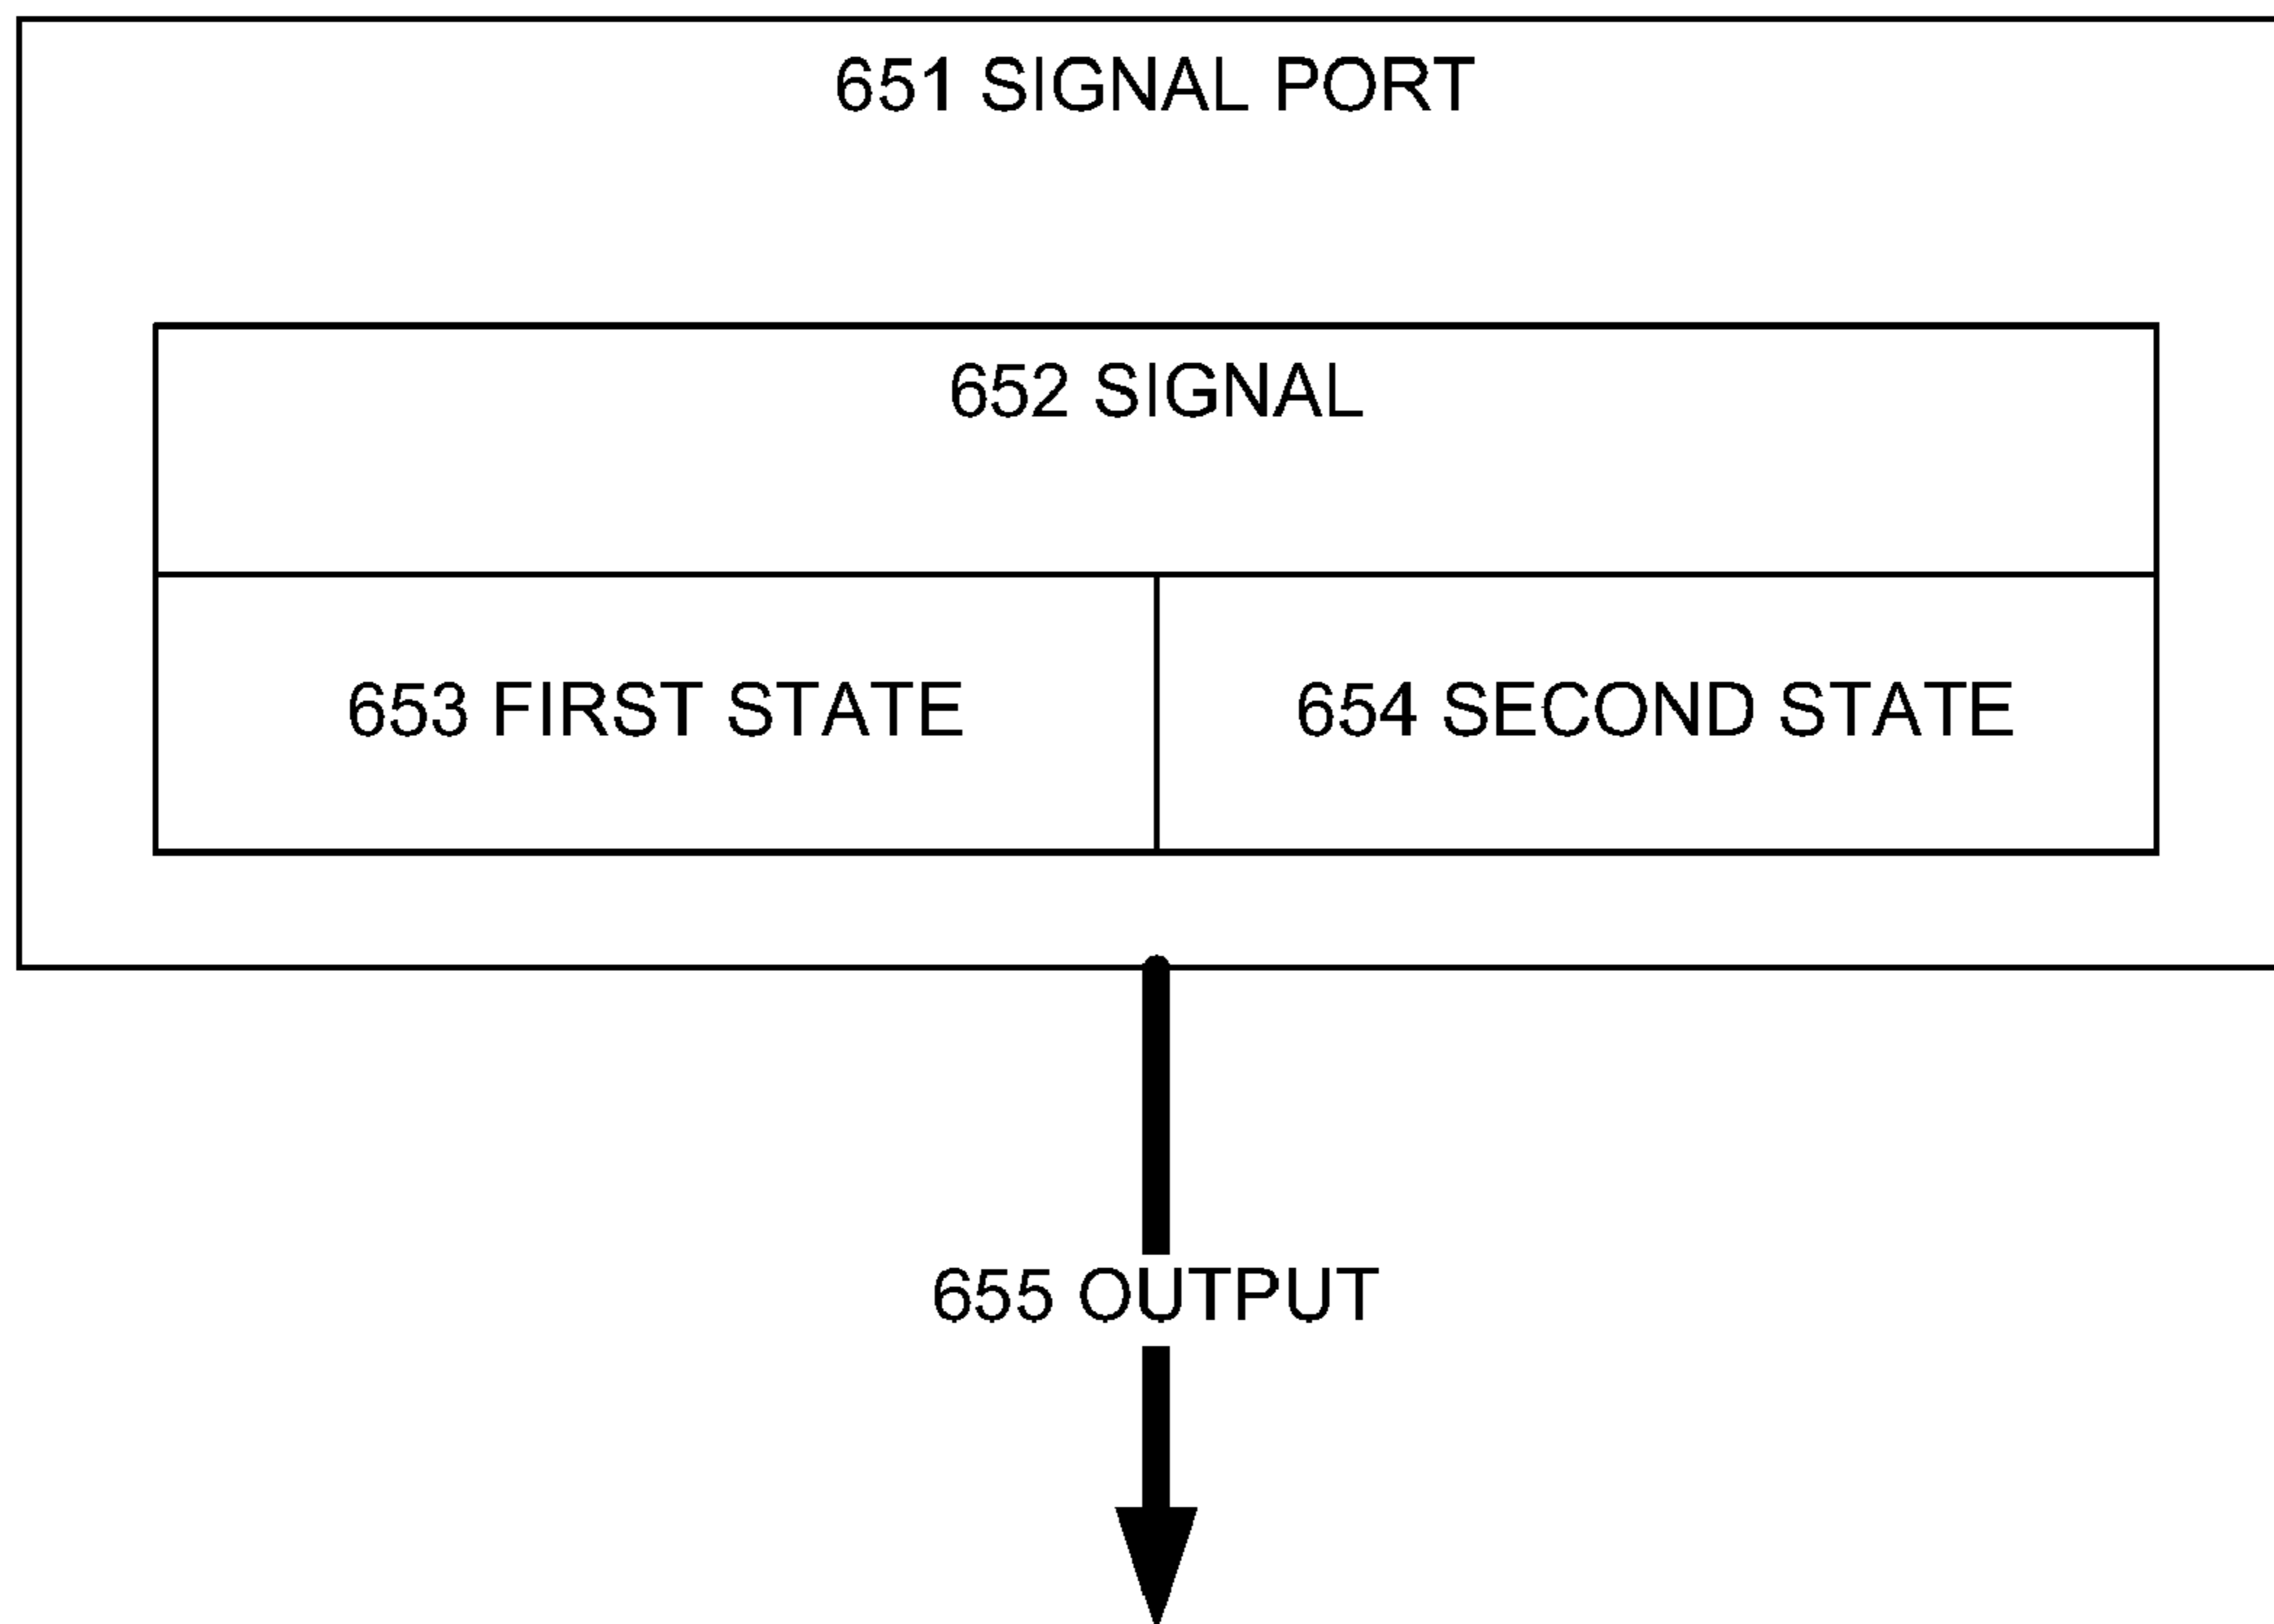 651 SIGNAL PORT
652 SIGNAL
653 FIRST STATE
654 SECOND STATE
655 OUTPUT